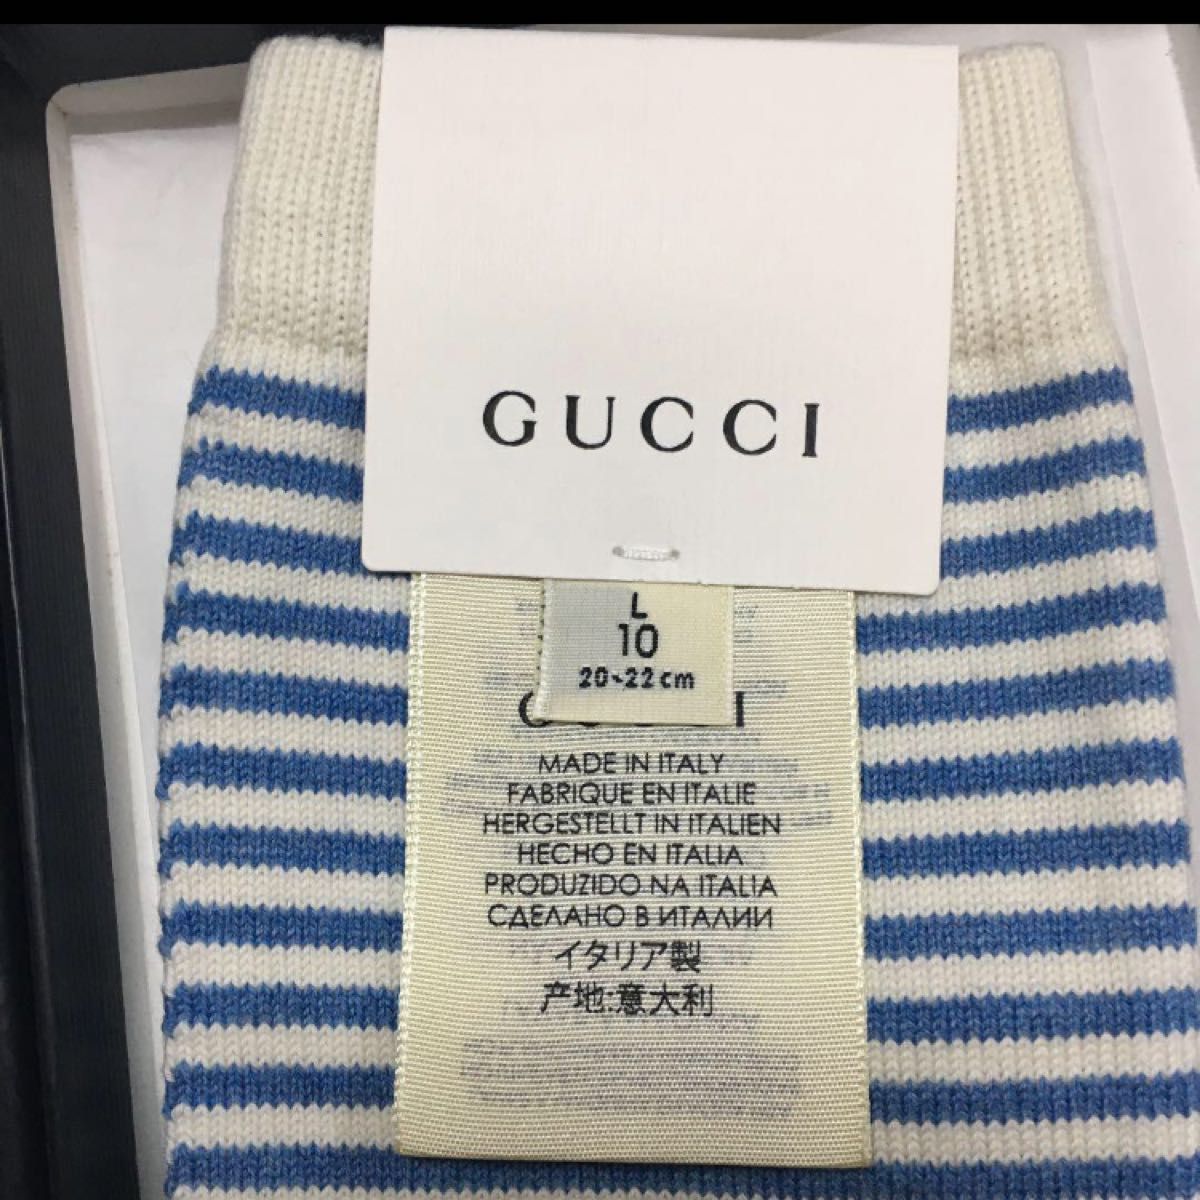 GUCCI
L
10
20-22cm
MADE IN ITALY
FABRIQUE EN ITALIE
HERGESTELLT IN ITALIEN
HECHO EN ITALIA
PRODUZIDO NA ITALIA
СДЕЛАНО В ИТАЛИИ
イタリア製
产地:意大利